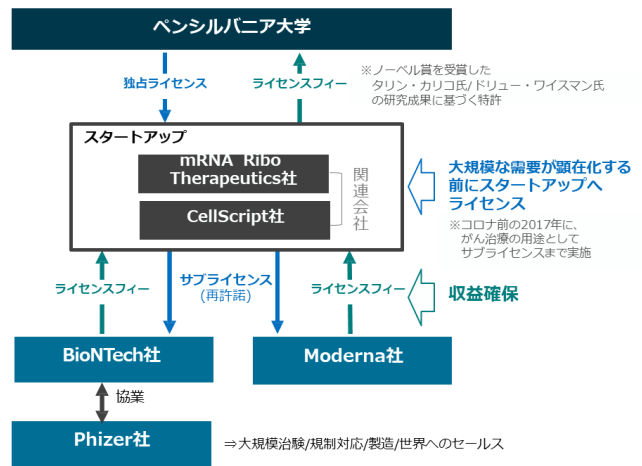 ペンシルバニア大学
独占ライセンス
ライセンスフィー
※ノーベル賞を受賞した
タリン・カリコ氏/ドリュー・ワイスマン氏
の研究成果に基づく特許
スタートアップ
mRNA Ribo
Therapeutics社
CellScript社
関連会社
大規模な需要が顕在化する
前にスタートアップへ
ライセンス
※コロナ前の2017年に、
がん治療の用途として
サブライセンスまで実施
ライセンスフィー
サブライセンス
(再許諾)
ライセンスフィー
収益確保
BioNTech社
Moderna社
協業
Phizer社
⇒大規模治験/規制対応/製造/世界へのセールス